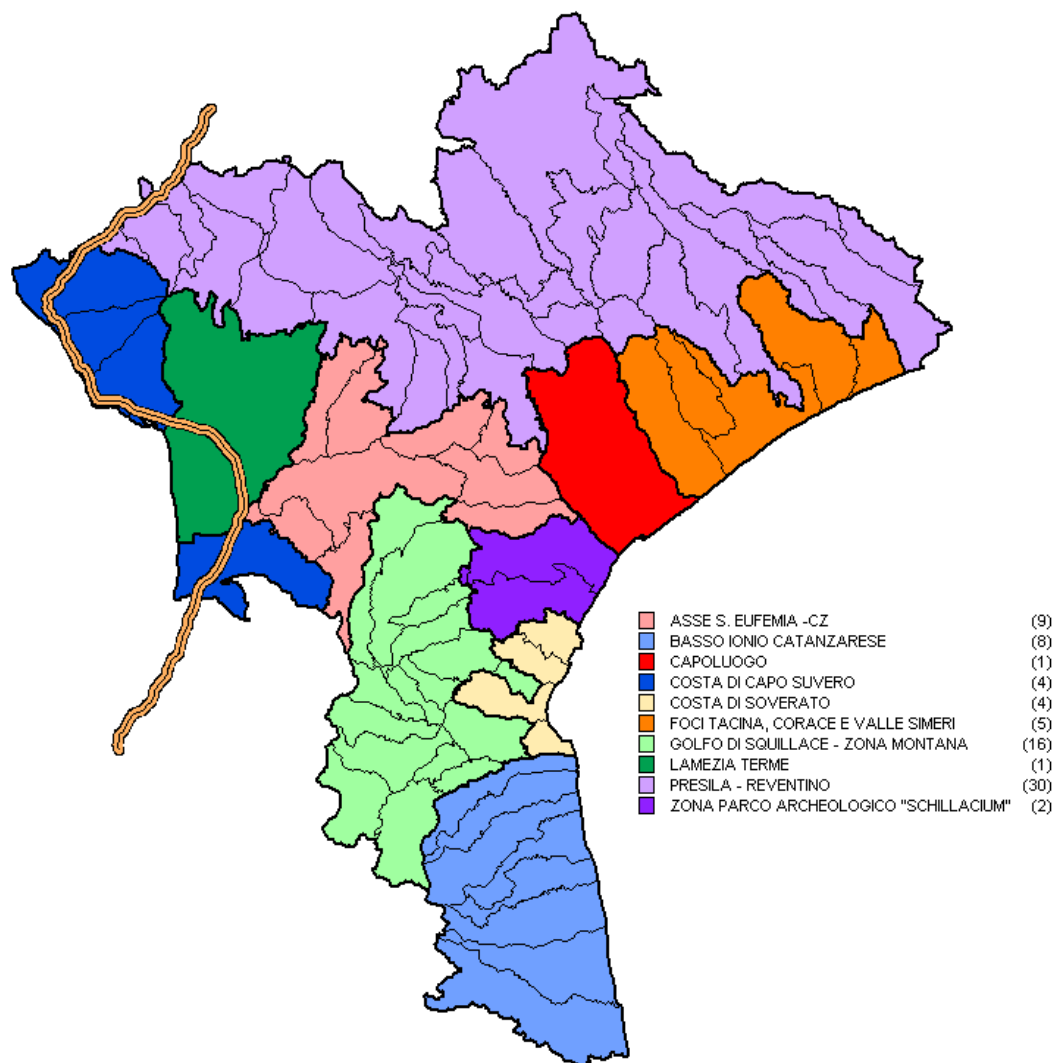 ASSE S. EUFEMIA -CZ (9)
BASSO IONIO CATANZARESE (8)
CAPOLUOGO (1)
COSTA DI CAPO SUVERO (4)
COSTA DI SOVERATO (4)
FOCI TACINA, CORACE E VALLE SIMERI (5)
GOLFO DI SQUILLACE - ZONA MONTANA (16)
LAMEZIA TERME (1)
PRESILA - REVENTINO (30)
ZONA PARCO ARCHEOLOGICO "SCHILLACIUM" (2)